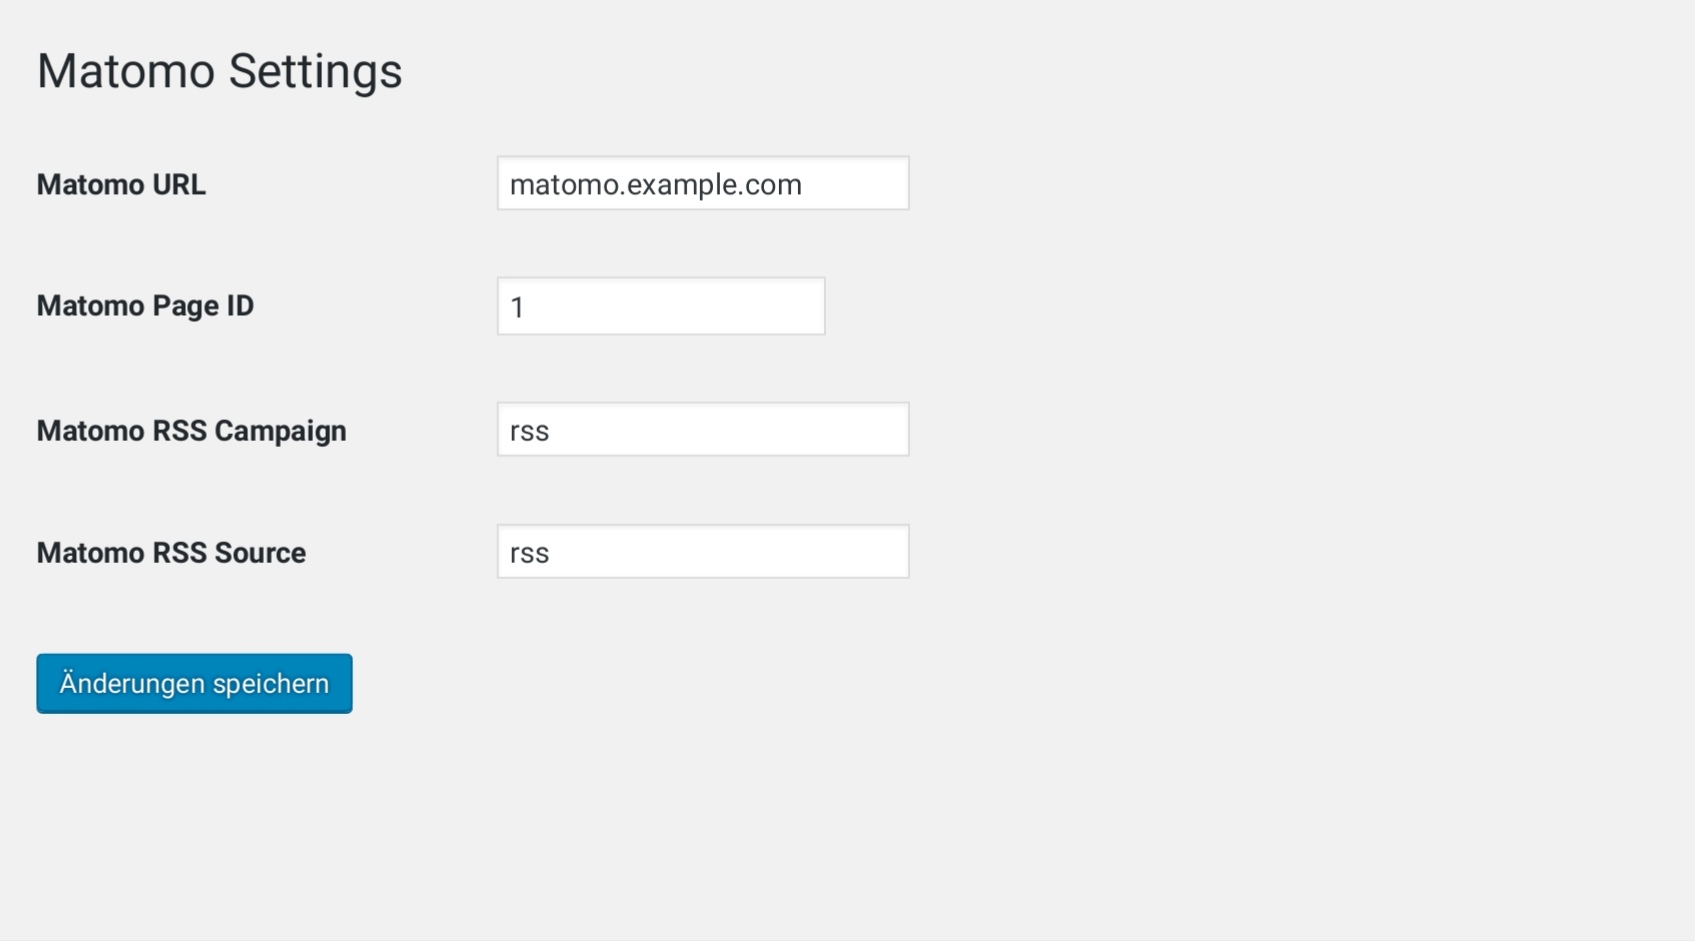 Matomo Settings
Matomo URL
matomo.example.com
Matomo Page ID
1
Matomo RSS Campaign
rss
Matomo RSS Source
rss
Änderungen speichern